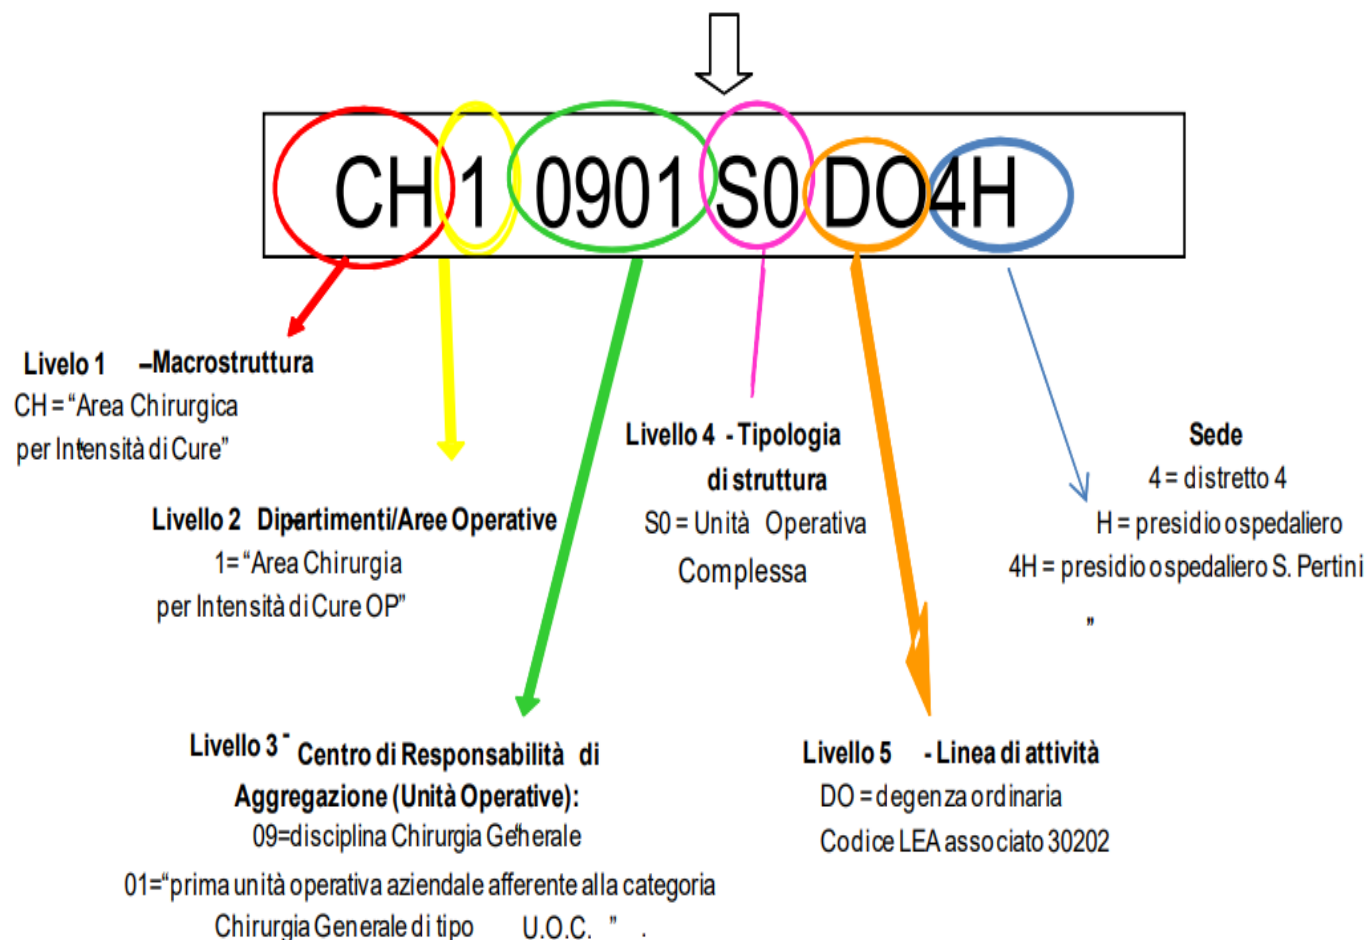 CH 1 0901 S0 DO4H
Livelo 1 –Macrostruttura
CH = “Area Chirurgica
per Intensità di Cure”
Livello 2 Dipartimenti/Aree Operative
1= “Area Chirurgia
per Intensità di Cure OP”
Livello 4 - Tipologia
di struttura
S0 = Unità Operativa
Complessa
Sede
4 = distretto 4
H = presidio ospedaliero
4H = presidio ospedaliero S. Pertini
”
Livello 3 - Centro di Responsabilità di
Aggregazione (Unità Operative):
09=disciplina Chirurgia Generale
01=“prima unità operativa aziendale afferente alla categoria
Chirurgia Generale di tipo U.O.C. ” .
Livello 5 - Linea di attività
DO = degenza ordinaria
Codice LEA associato 30202